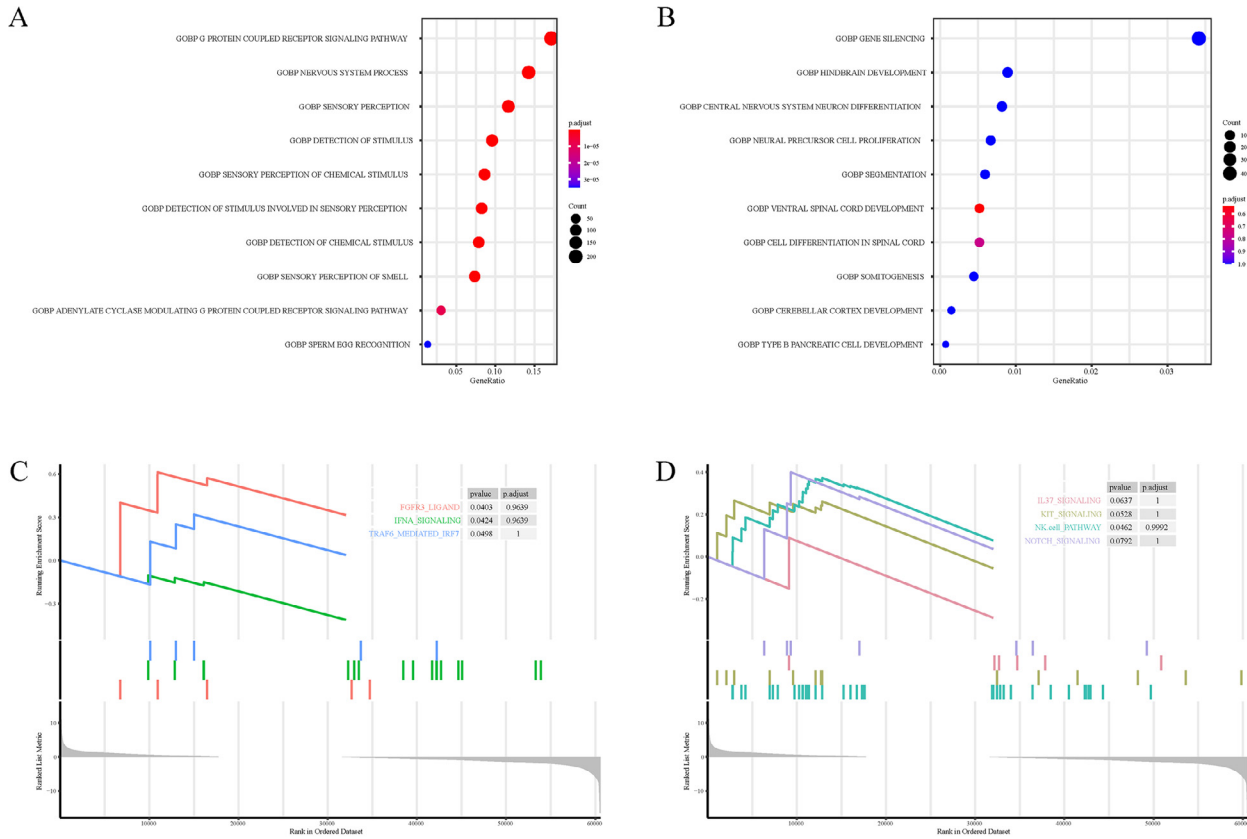 A
GOBP G PROTEIN COUPLED RECEPTOR SIGNALING PATHWAY
GOBP NERVOUS SYSTEM PROCESS
GOBP SENSORY PERCEPTION
GOBP DETECTION OF STIMULUS
GOBP SENSORY PERCEPTION OF CHEMICAL STIMULUS
GOBP DETECTION OF STIMULUS INVOLVED IN SENSORY PERCEPTION
GOBP DETECTION OF CHEMICAL STIMULUS
GOBP SENSORY PERCEPTION OF SMELL
GOBP ADENYLATE CYCLASE MODULATING G PROTEIN COUPLED RECEPTOR SIGNALING PATHWAY
GOBP SPERM EGG RECOGNITION
0.05 0.10 0.15
GeneRatio
p.adjust
1e-05
2e-05
3e-05
Count
50
100
150
200
B
GOBP GENE SILENCING
GOBP HINDBRAIN DEVELOPMENT
GOBP CENTRAL NERVOUS SYSTEM NEURON DIFFERENTIATION
GOBP NEURAL PRECURSOR CELL PROLIFERATION
GOBP SEGMENTATION
GOBP VENTRAL SPINAL CORD DEVELOPMENT
GOBP CELL DIFFERENTIATION IN SPINAL CORD
GOBP SOMITOGENESIS
GOBP CEREBELLAR CORTEX DEVELOPMENT
GOBP TYPE B PANCREATIC CELL DEVELOPMENT
0.00 0.01 0.02 0.03
GeneRatio
Count
10
20
30
40
p.adjust
0.6
0.7
0.8
0.9
1.0
C
Running Enrichment Score
0.6
0.3
0.0
−0.3
pvalue p.adjust
FGFR3_LIGAND 0.0403 0.9639
IFNA_SIGNALING 0.0424 0.9639
TRAF6_MEDIATED_IRF7 0.0498 1
Ranked List Metric
10
0
−10
10000 20000 30000 40000 50000 60000
Rank in Ordered Dataset
D
Running Enrichment Score
0.4
0.2
0.0
−0.2
pvalue p.adjust
IL37_SIGNALING 0.0637 1
KIT_SIGNALING 0.0528 1
NK cell_PATHWAY 0.0462 0.9992
NOTCH_SIGNALING 0.0792 1
Ranked List Metric
10
0
−10
10000 20000 30000 40000 50000 60000
Rank in Ordered Dataset